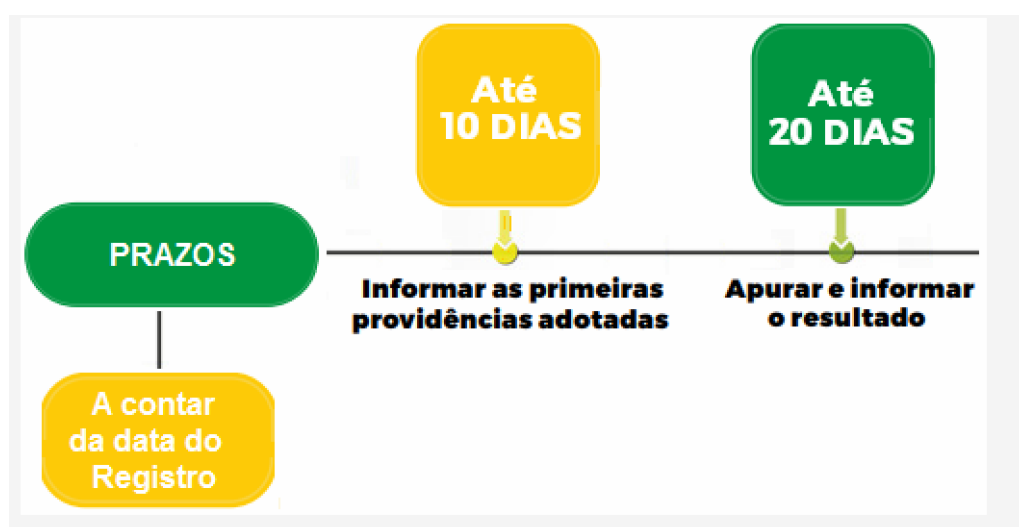 Até
10 DIAS
Até
20 DIAS
PRAZOS
Informar as primeiras
providências adotadas
Apurar e informar
o resultado
A contar
da data do
Registro